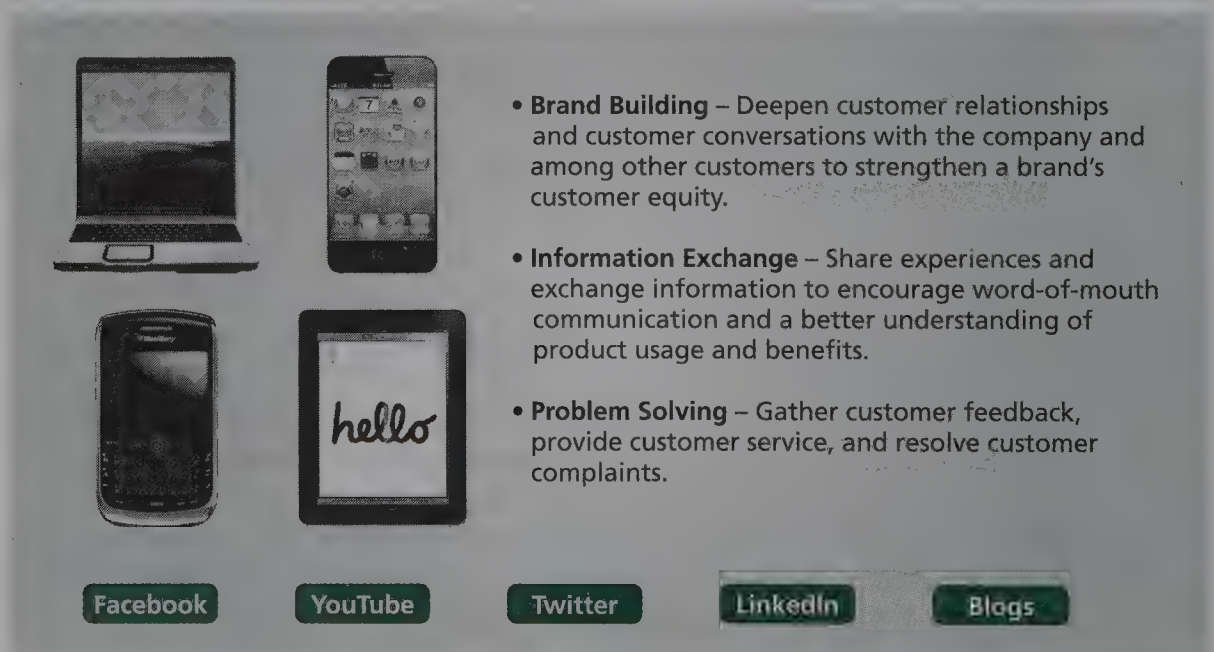 7
hello
• Brand Building – Deepen customer relationships
and customer conversations with the company and
among other customers to strengthen a brand's
customer equity.
• Information Exchange – Share experiences and
exchange information to encourage word-of-mouth
communication and a better understanding of
product usage and benefits.
• Problem Solving – Gather customer feedback,
provide customer service, and resolve customer
complaints.
Facebook YouTube Twitter LinkedIn Blogs